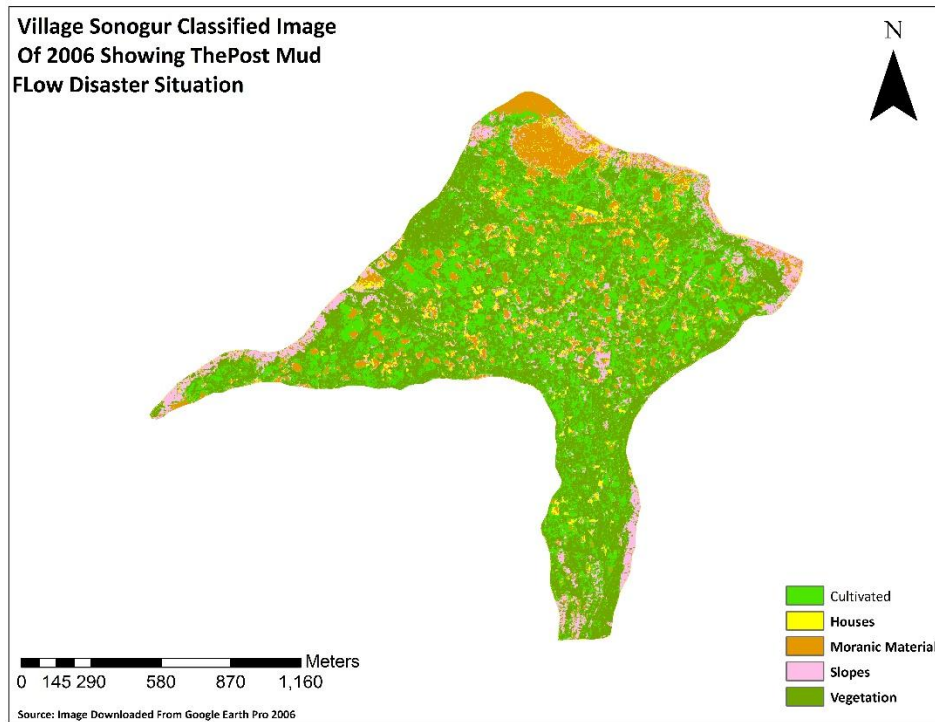 Village Sonogur Classified Image
Of 2006 Showing ThePost Mud
FLow Disaster Situation
N
Cultivated
Houses
Moranic Material
Slopes
Vegetation
Meters
0 145 290 580 870 1,160
Source: Image Downloaded From Google Earth Pro 2006